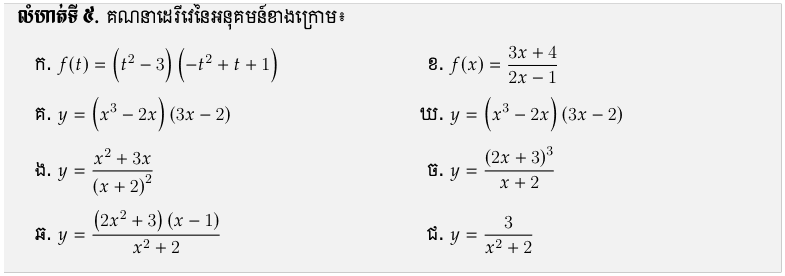 លំហាត់ទី ៥. គណនាដេរីវេនៃអនុគមន៍ខាងក្រោម៖
ក. f(t) = (t² − 3) (−t² + t + 1) ខ. f(x) = (3x + 4)/(2x − 1)
គ. y = (x³ − 2x) (3x − 2) ឃ. y = (x³ − 2x) (3x − 2)
ង. y = (x² + 3x)/(x + 2)² ច. y = (2x + 3)³/(x + 2)
ឆ. y = (2x² + 3) (x − 1)/(x² + 2) ជ. y = 3/(x² + 2)